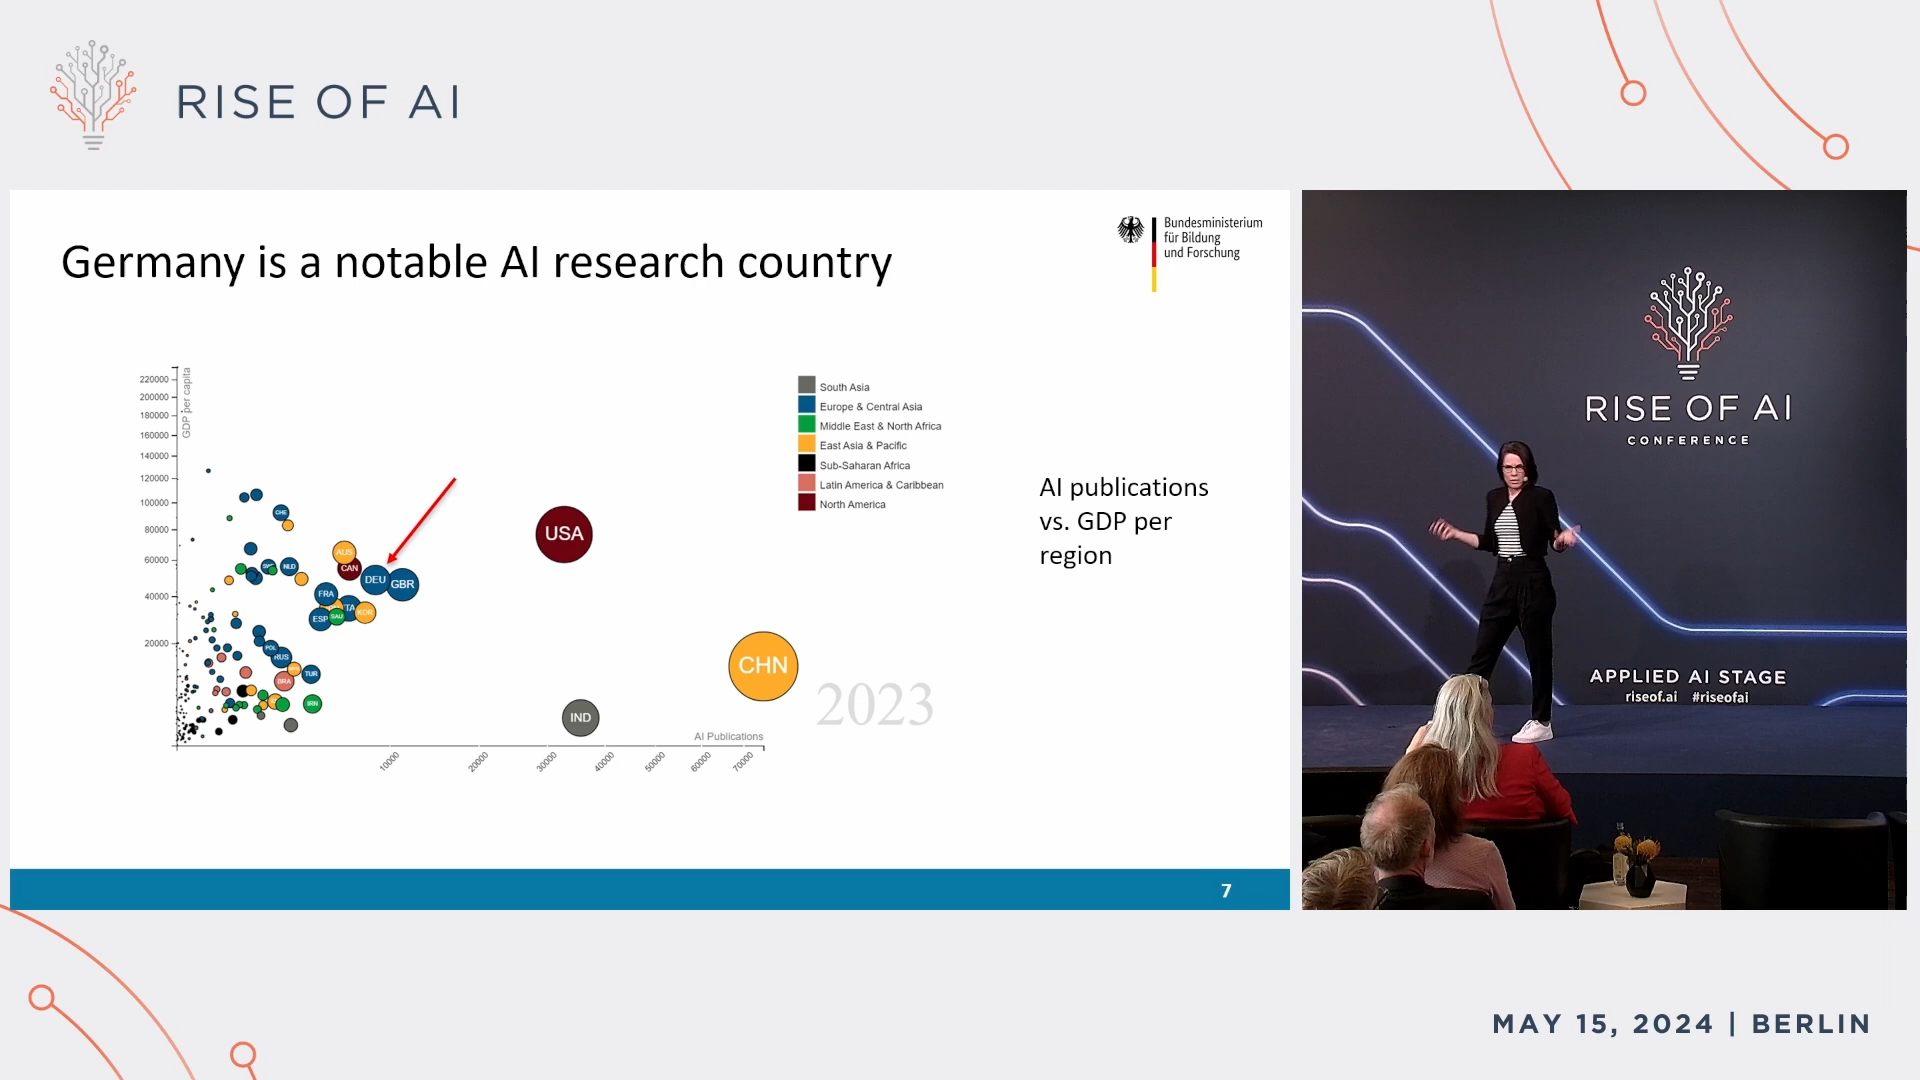 RISE OF AI
Germany is a notable AI research country
Bundesministerium
für Bildung
und Forschung
GDP per capita
220000
200000
180000
160000
140000
120000
100000
80000
60000
40000
20000
South Asia
Europe & Central Asia
Middle East & North Africa
East Asia & Pacific
Sub-Saharan Africa
Latin America & Caribbean
North America
CHE
AUS
CAN
NLD
DEU
GBR
FRA
ESP
SAU
KOR
POL
RUS
TUR
BRA
IRN
USA
CHN
IND
2023
AI Publications
10000
20000
30000
40000
50000
60000
70000
AI publications
vs. GDP per
region
7
RISE OF AI
CONFERENCE
APPLIED AI STAGE
riseof.ai #riseofai
MAY 15, 2024 | BERLIN